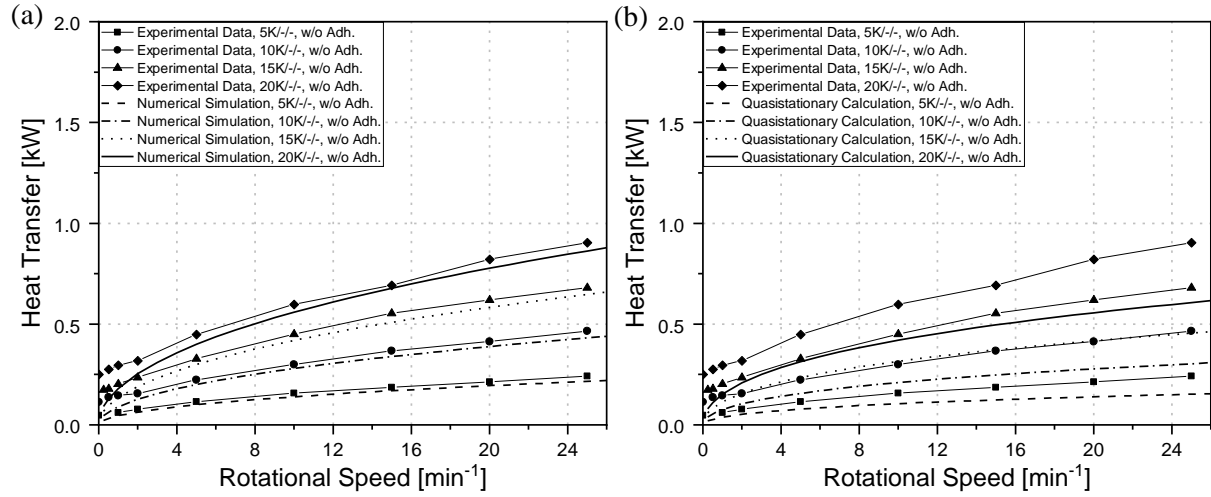 (a)
2.0
1.5
1.0
0.5
0.0
Heat Transfer [kW]
Experimental Data, 5K/-/-, w/o Adh.
Experimental Data, 10K/-/-, w/o Adh.
Experimental Data, 15K/-/-, w/o Adh.
Experimental Data, 20K/-/-, w/o Adh.
Numerical Simulation, 5K/-/-, w/o Adh.
Numerical Simulation, 10K/-/-, w/o Adh.
Numerical Simulation, 15K/-/-, w/o Adh.
Numerical Simulation, 20K/-/-, w/o Adh.
0 4 8 12 16 20 24
Rotational Speed [min⁻¹]
(b)
2.0
1.5
1.0
0.5
0.0
Heat Transfer [kW]
Experimental Data, 5K/-/-, w/o Adh.
Experimental Data, 10K/-/-, w/o Adh.
Experimental Data, 15K/-/-, w/o Adh.
Experimental Data, 20K/-/-, w/o Adh.
Quasistationary Calculation, 5K/-/-, w/o Adh.
Quasistationary Calculation, 10K/-/-, w/o Adh.
Quasistationary Calculation, 15K/-/-, w/o Adh.
Quasistationary Calculation, 20K/-/-, w/o Adh.
0 4 8 12 16 20 24
Rotational Speed [min⁻¹]